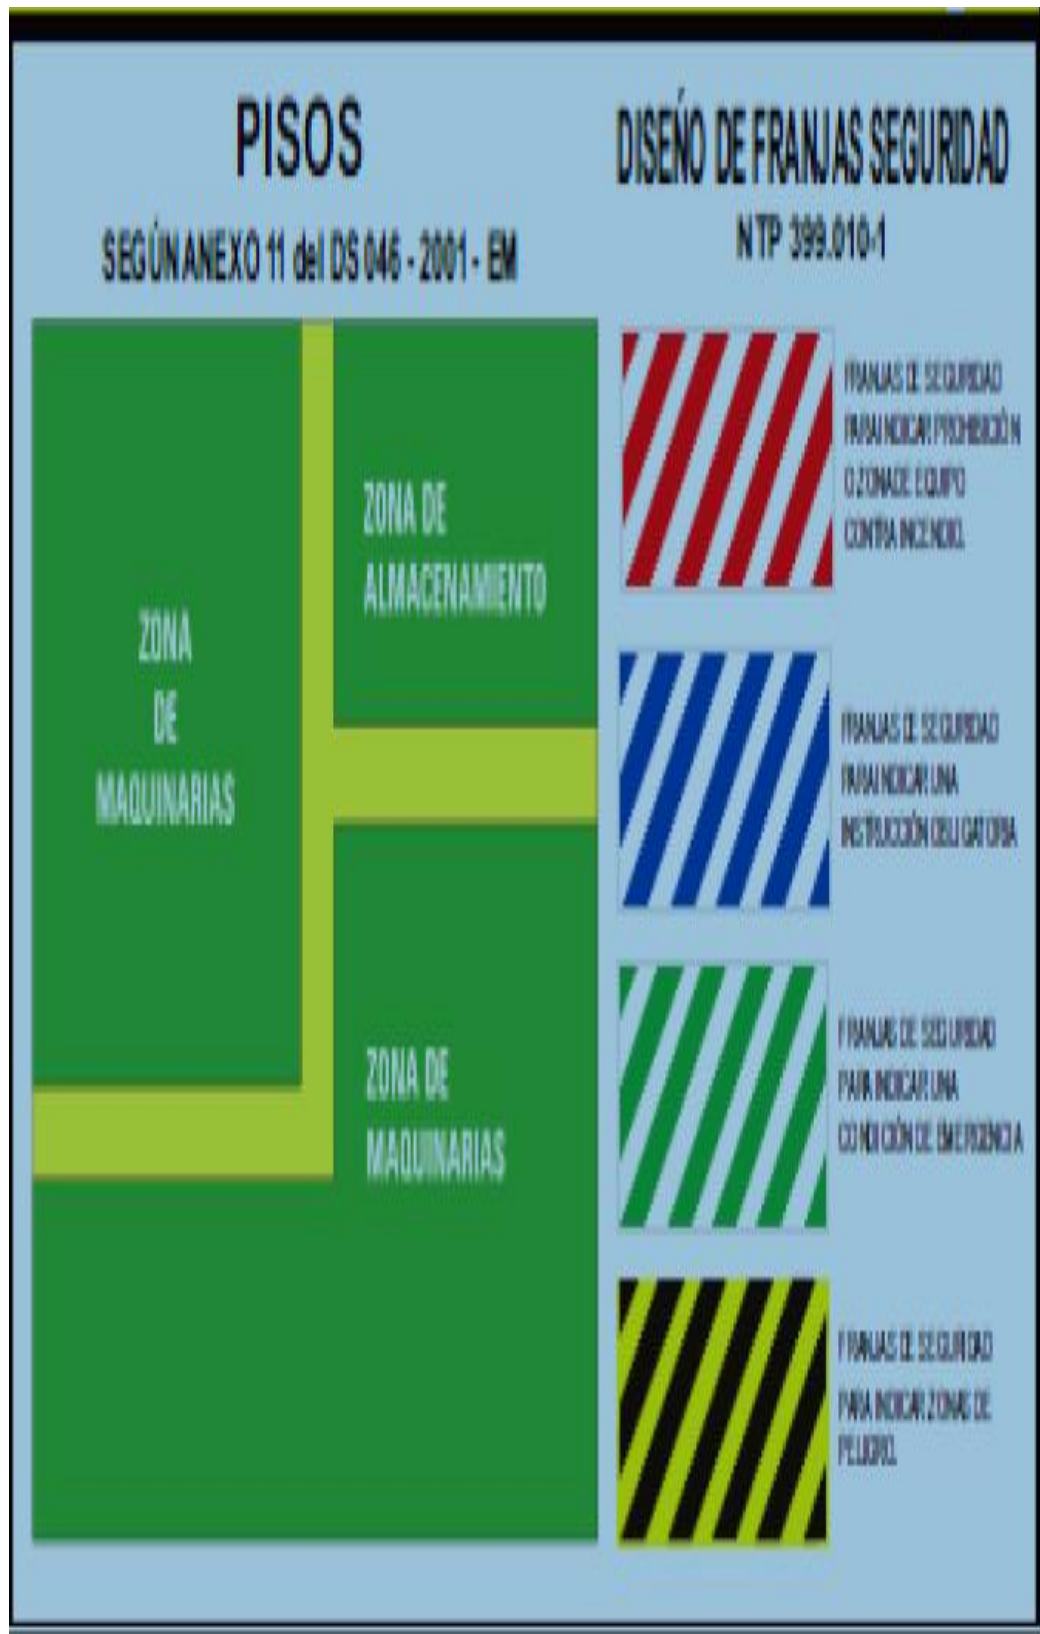 PISOS
SEGÚN ANEXO 11 del DS 046 - 2001 - EM
ZONA
DE
MAQUINARIAS
ZONA DE
ALMACENAMIENTO
ZONA DE
MAQUINARIAS
DISEÑO DE FRANJAS SEGURIDAD
NTP 399.010-1
FRANJAS DE SEGURIDAD
PARA INDICAR PROHIBICIÓN
O ZONA DE EQUIPO
CONTRA INCENDIO.
FRANJAS DE SEGURIDAD
PARA INDICAR UNA
INSTRUCCIÓN OBLIGATORIA
FRANJAS DE SEGURIDAD
PARA INDICAR UNA
CONDICIÓN DE EMERGENCIA
FRANJAS DE SEGURIDAD
PARA INDICAR ZONAS DE
PELIGRO.